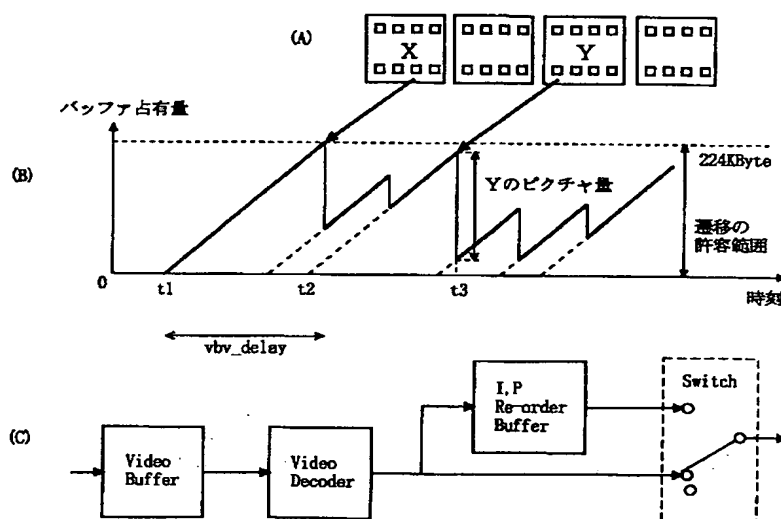 (A)
X
Y
バッファ占有量
(B)
224KByte
Yのピクチャ量
遷移の
許容範囲
0
t1
t2
t3
時刻
vbv_delay
(C)
Video
Buffer
Video
Decoder
I,P
Re-order
Buffer
Switch